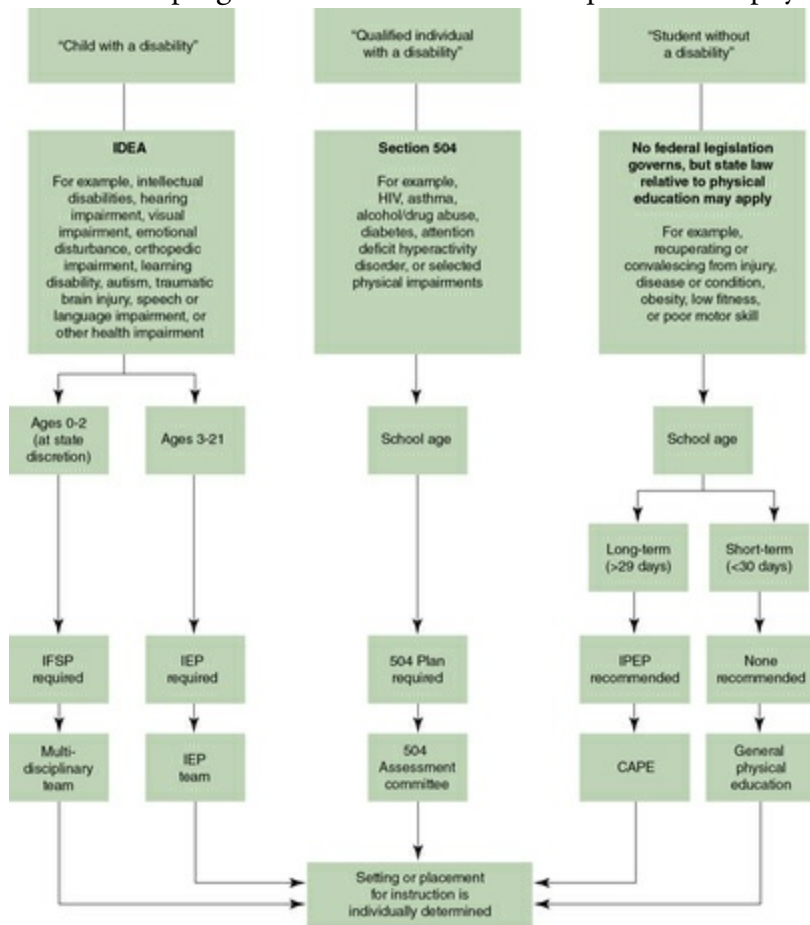 “Child with a disability”
“Qualified individual
with a disability”
“Student without
a disability”
IDEA
For example, intellectual
disabilities, hearing
impairment, visual
impairment, emotional
disturbance, orthopedic
impairment, learning
disability, autism, traumatic
brain injury, speech or
language impairment, or
other health impairment
Section 504
For example,
HIV, asthma,
alcohol/drug abuse,
diabetes, attention
deficit hyperactivity
disorder, or selected
physical impairments
No federal legislation
governs, but state law
relative to physical
education may apply
For example,
recuperating or
convalescing from injury,
disease or condition,
obesity, low fitness,
or poor motor skill
Ages 0-2
(at state
discretion)
Ages 3-21
School age
School age
Long-term
(>29 days)
Short-term
(<30 days)
IFSP
required
IEP
required
504 Plan
required
IPEP
recommended
None
recommended
Multi-
disciplinary
team
IEP
team
504
Assessment
committee
CAPE
General
physical
education
Setting or placement
for instruction is
individually determined